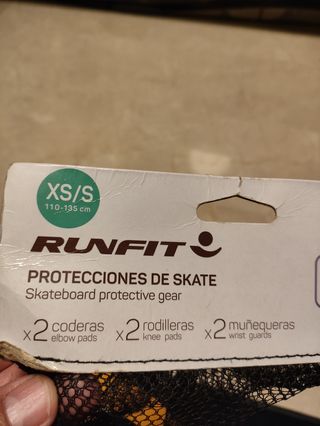 XS/S
110-135 cm
RUNFIT
PROTECCIONES DE SKATE
Skateboard protective gear
x2 coderas
elbow pads
x2 rodilleras
knee pads
x2 muñequeras
wrist guards